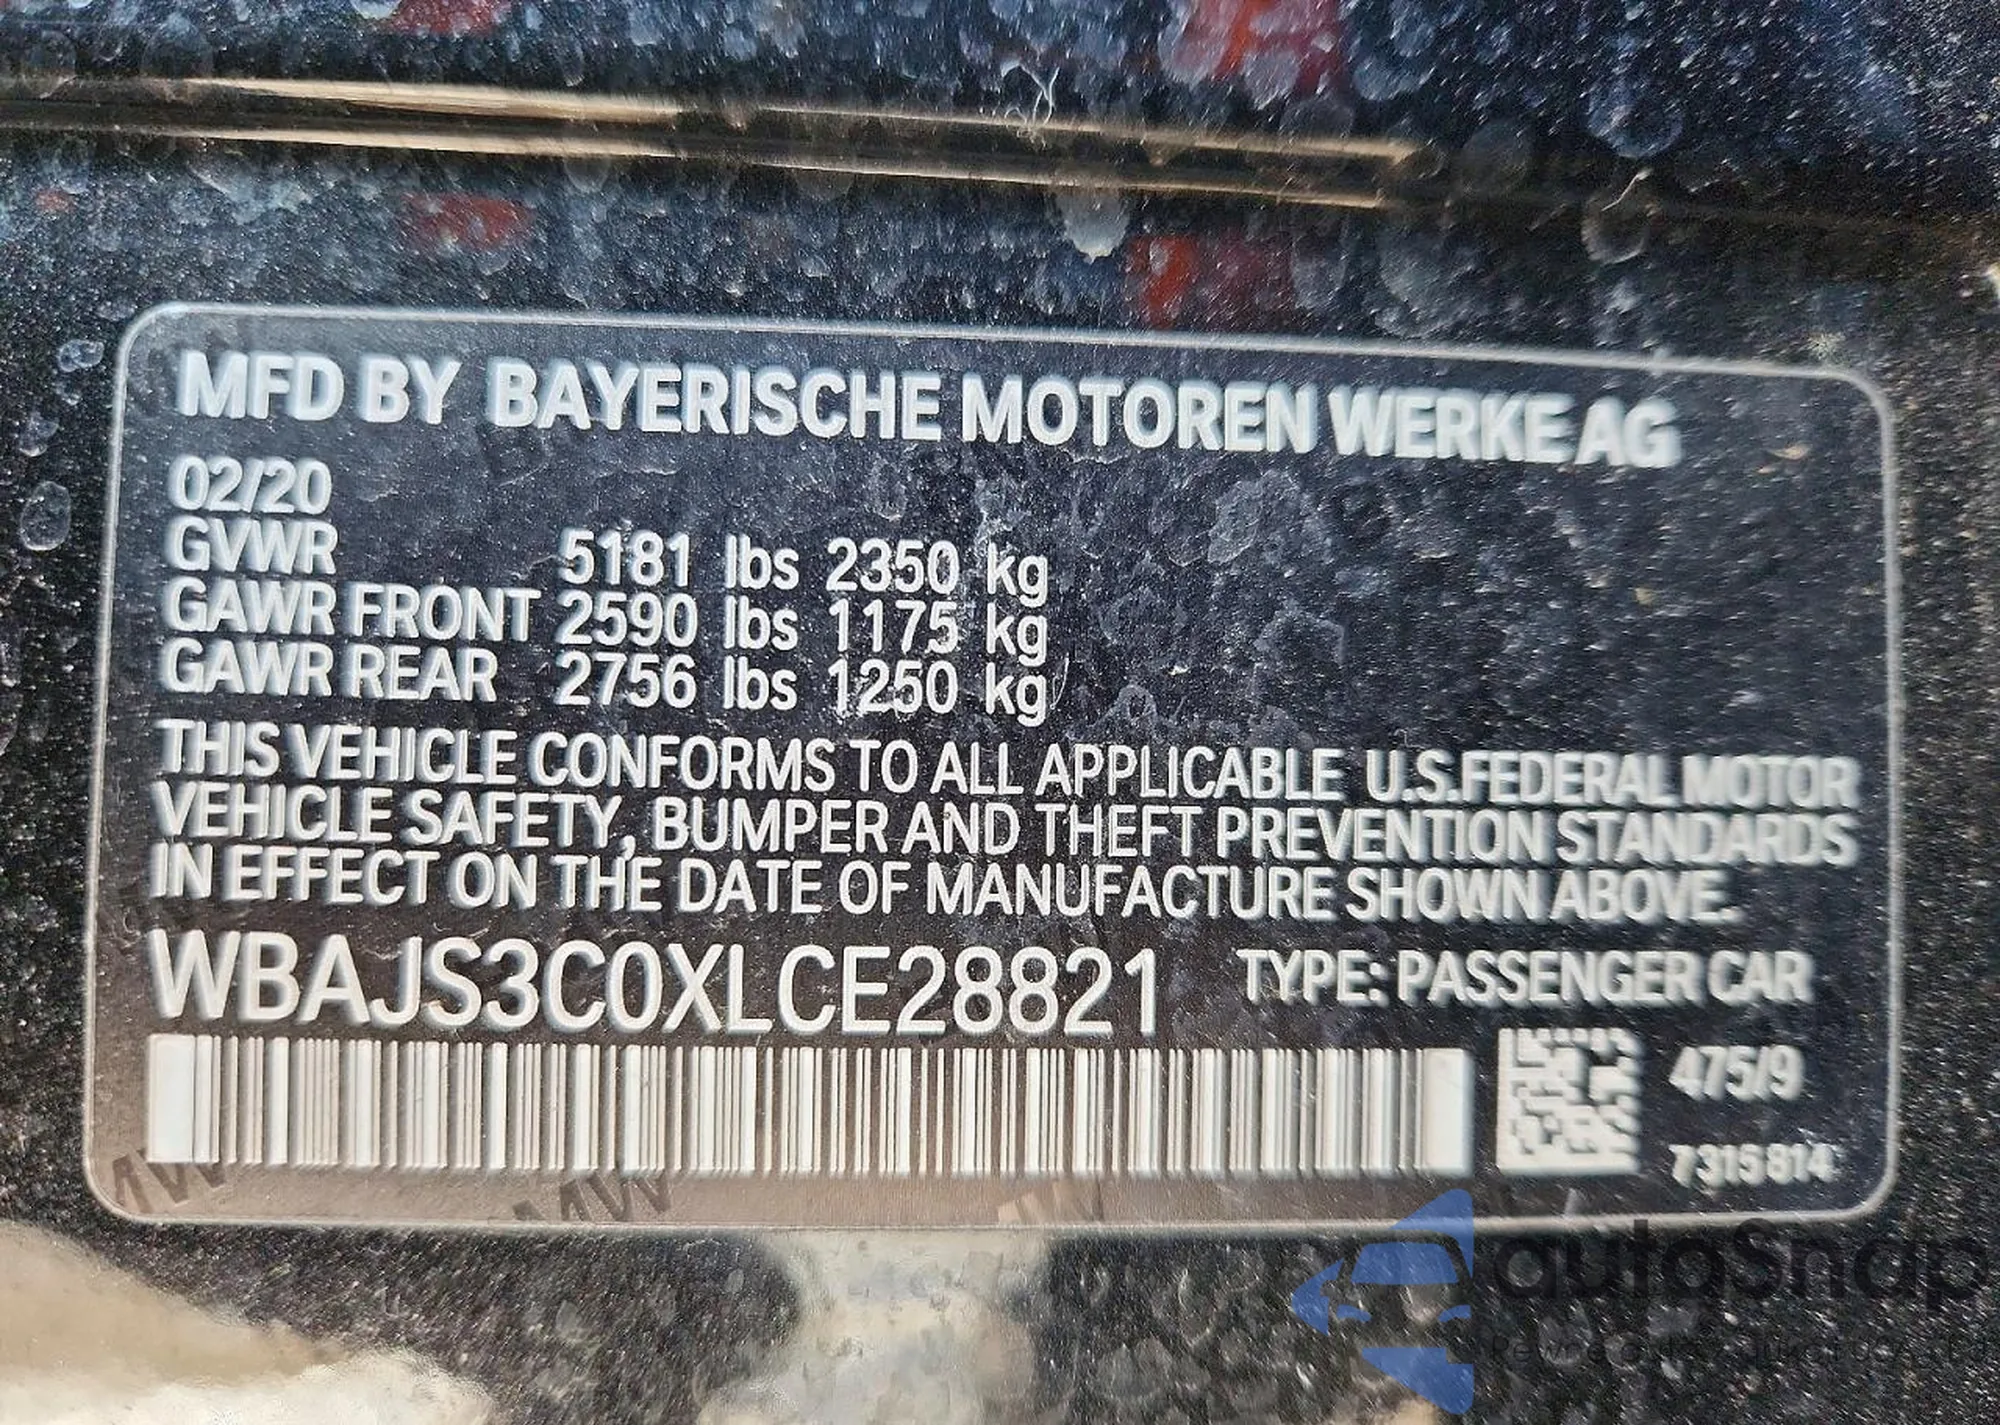 MFD BY BAYERISCHE MOTOREN WERKE AG
02/20
GVWR 5181 lbs 2350 kg
GAWR FRONT 2590 lbs 1175 kg
GAWR REAR 2756 lbs 1250 kg
THIS VEHICLE CONFORMS TO ALL APPLICABLE U.S.FEDERAL MOTOR
VEHICLE SAFETY, BUMPER AND THEFT PREVENTION STANDARDS
IN EFFECT ON THE DATE OF MANUFACTURE SHOWN ABOVE.
WBAJS3C0XLCE28821 TYPE: PASSENGER CAR
475/9
7315814
autoSnap